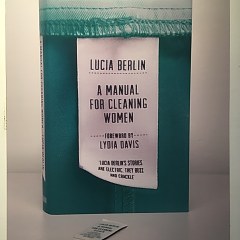 LUCIA BERLIN
A MANUAL
FOR CLEANING
WOMEN
FOREWORD BY
LYDIA DAVIS
'LUCIA BERLIN'S STORIES
ARE ELECTRIC, THEY BUZZ
AND CRACKLE